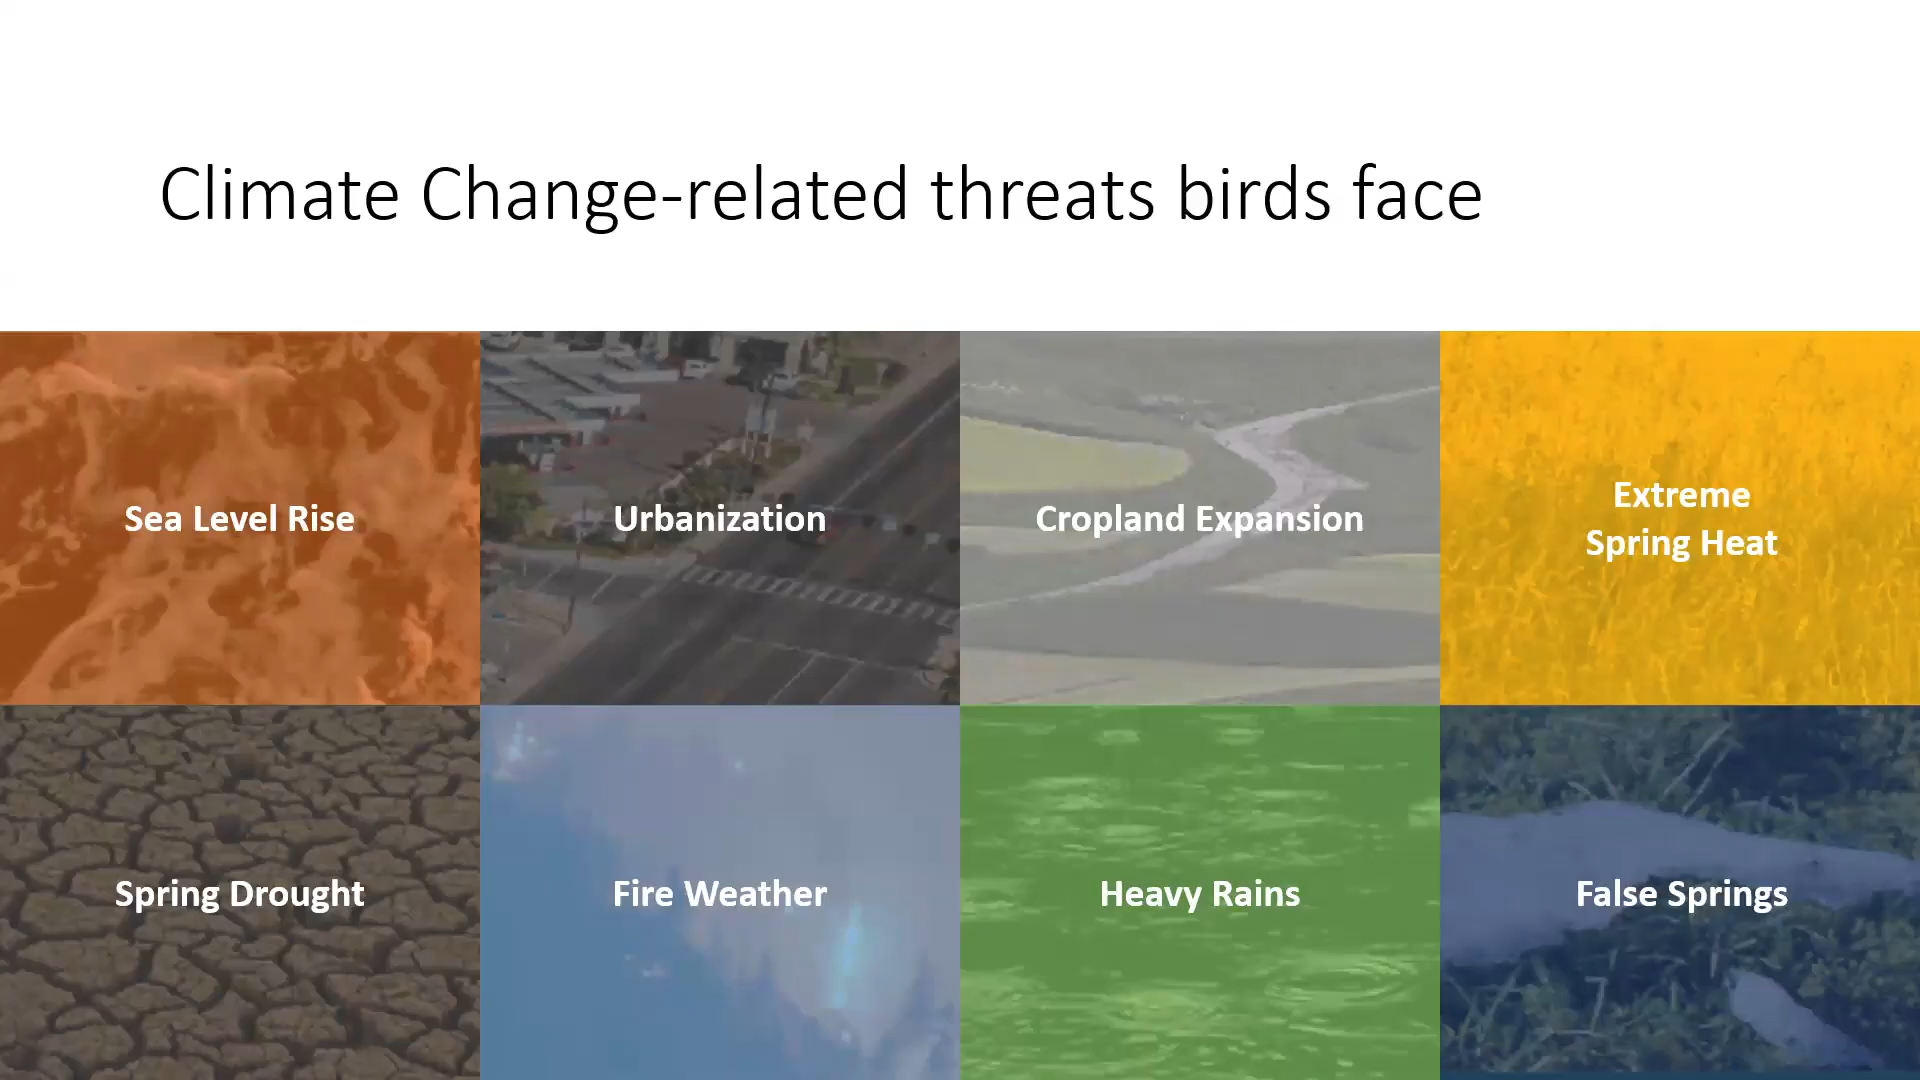 Climate Change-related threats birds face
Sea Level Rise
Urbanization
Cropland Expansion
Extreme
Spring Heat
Spring Drought
Fire Weather
Heavy Rains
False Springs